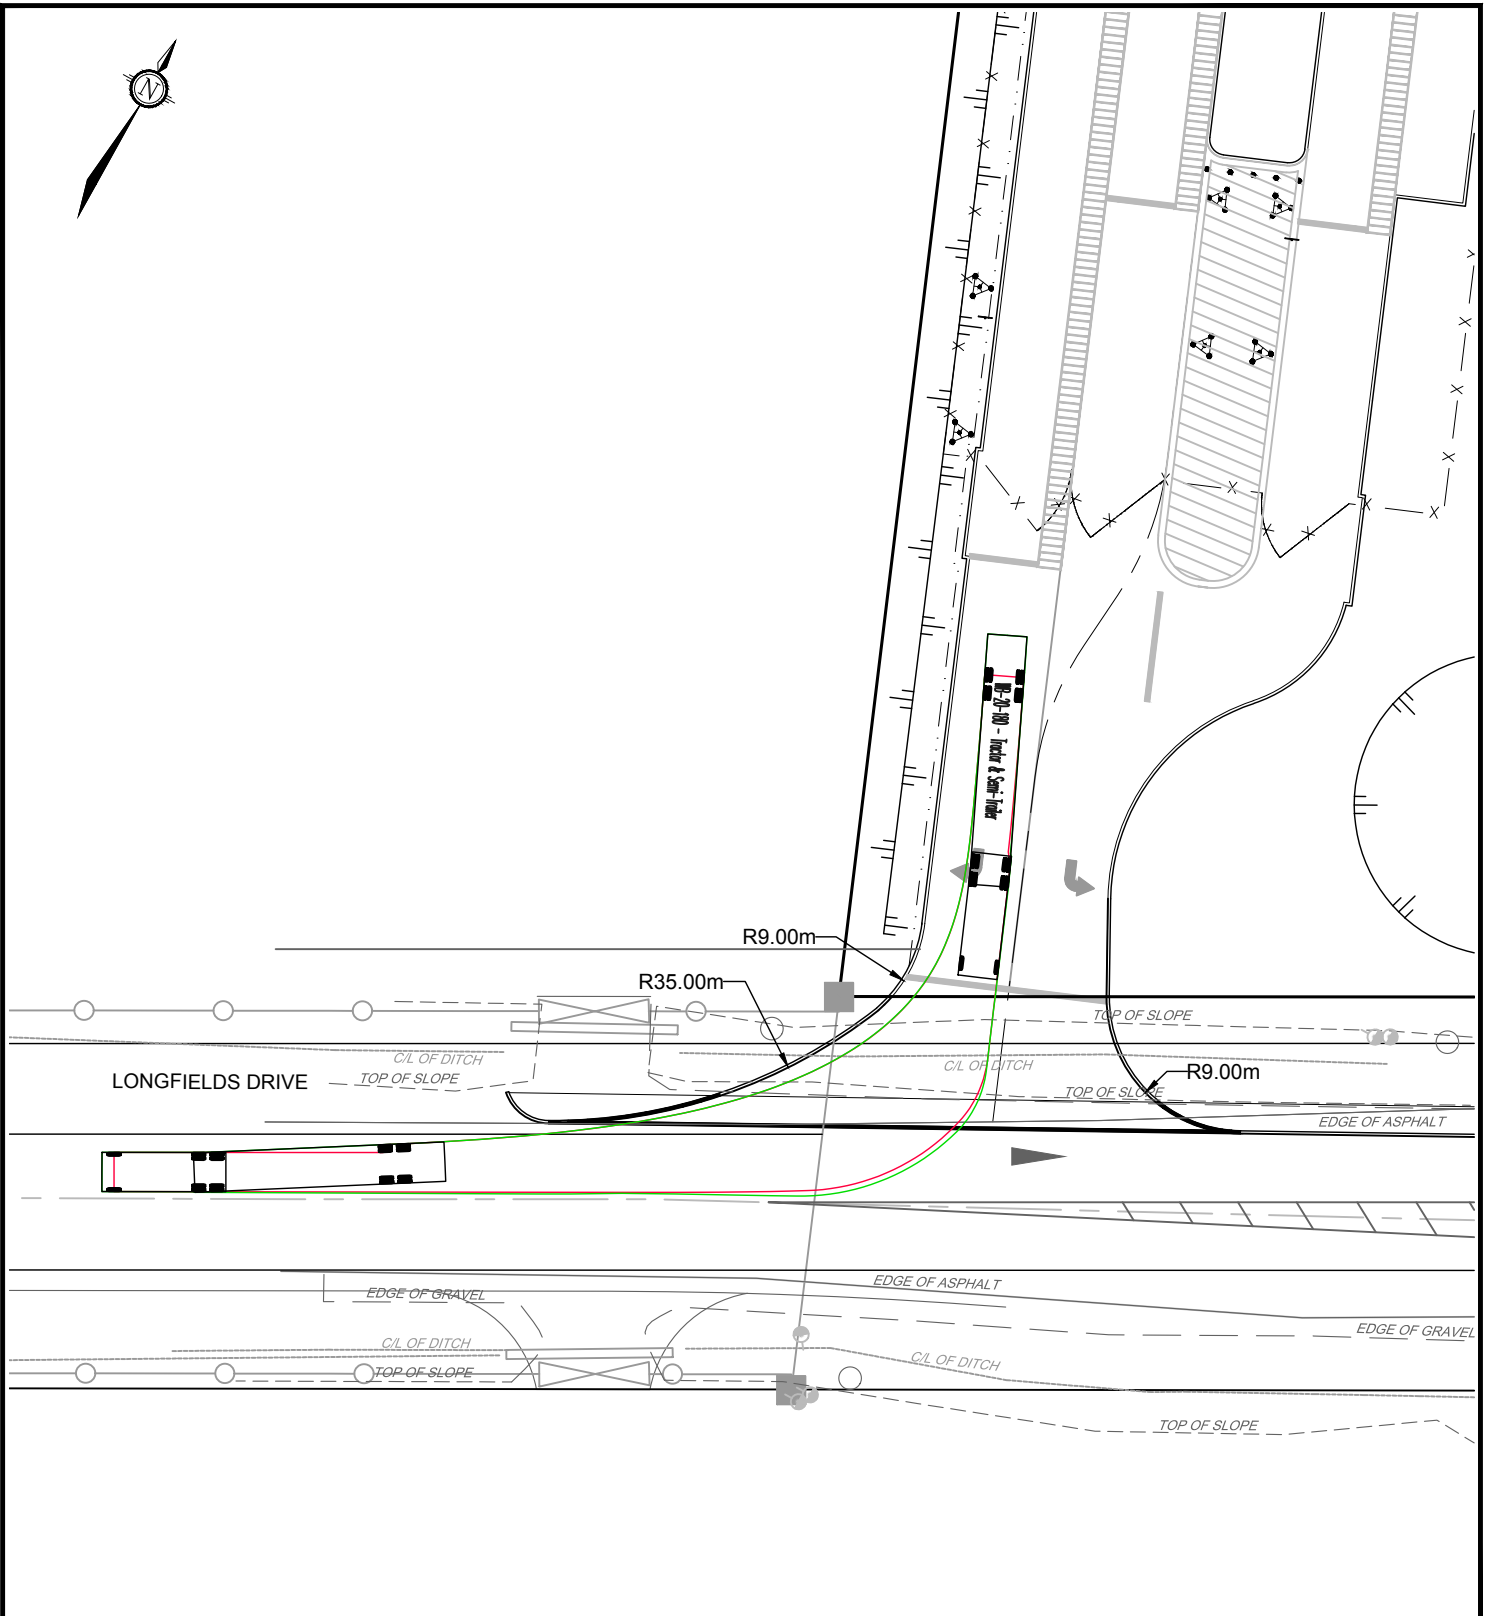 N
WB-20-18D - Tractor & Semi-Trailer
R9.00m
R35.00m
TOP OF SLOPE
C/L OF DITCH
C/L OF DITCH
LONGFIELDS DRIVE
TOP OF SLOPE
R9.00m
TOP OF SLOPE
EDGE OF ASPHALT
EDGE OF ASPHALT
EDGE OF GRAVEL
EDGE OF GRAVEL
C/L OF DITCH
C/L OF DITCH
TOP OF SLOPE
TOP OF SLOPE